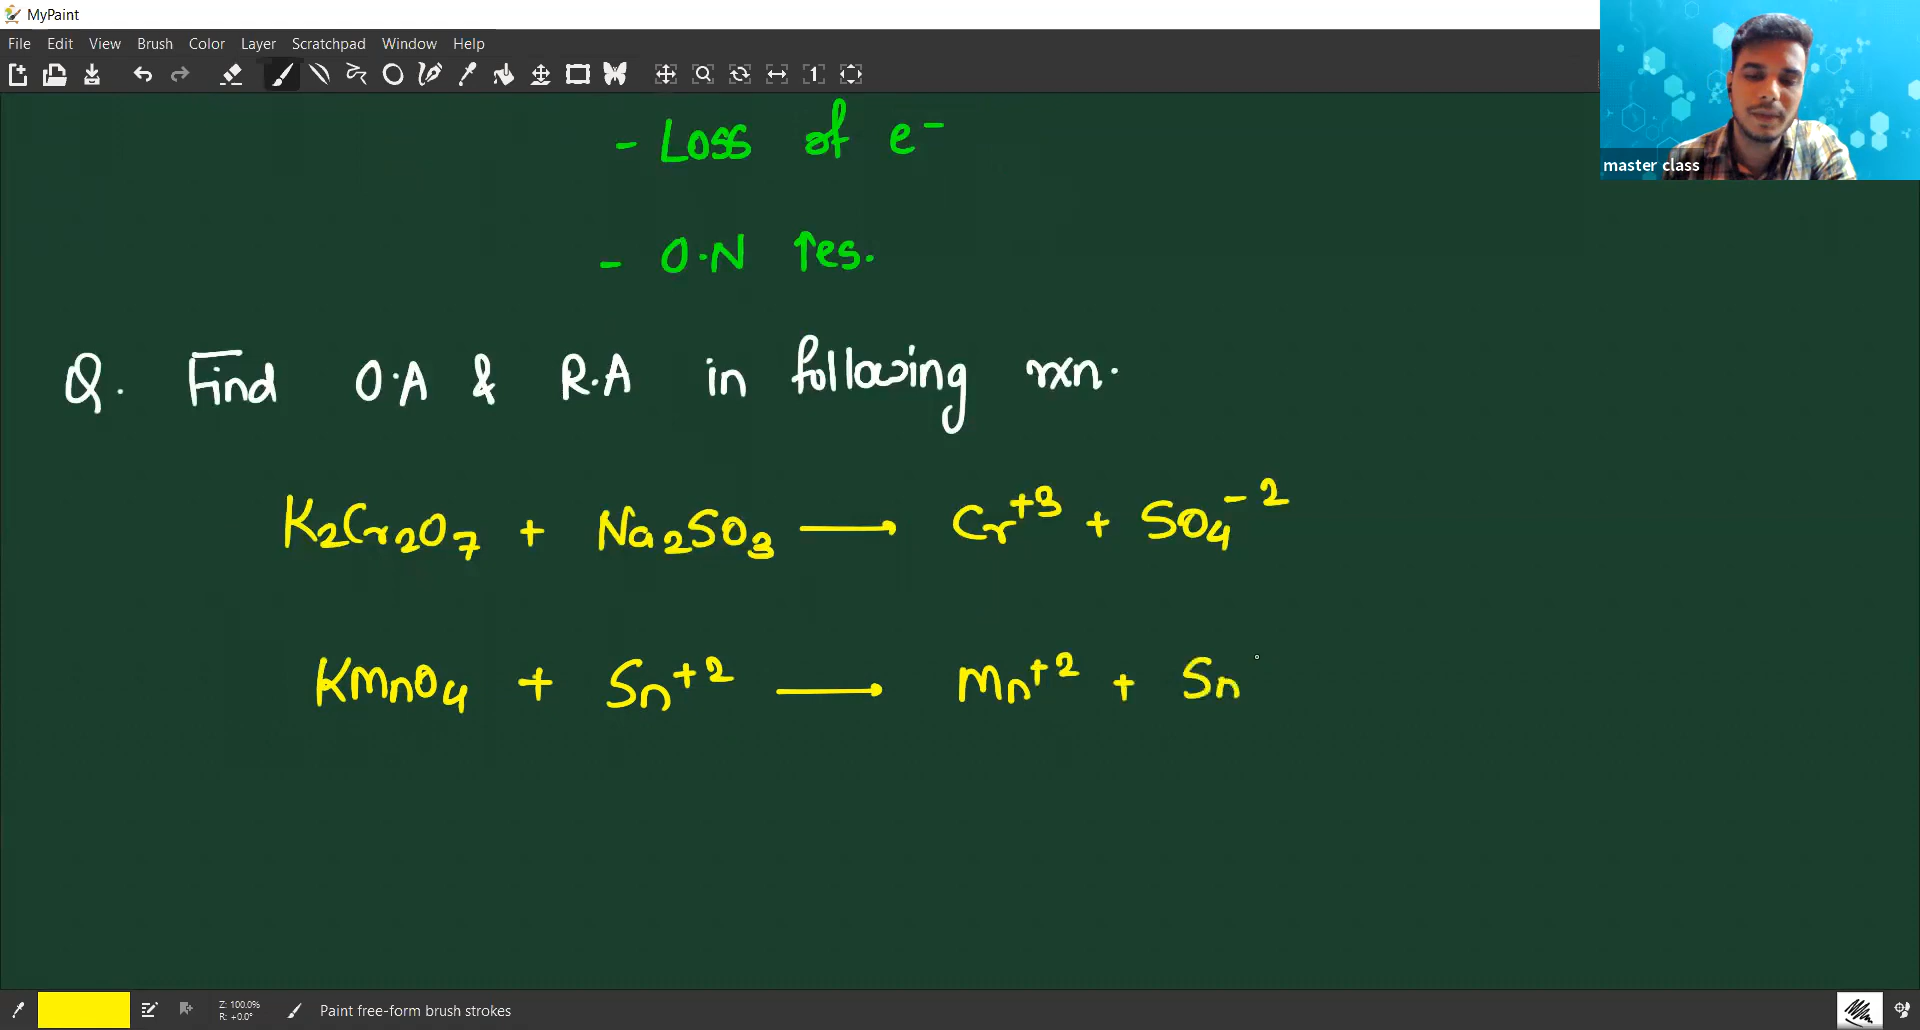 MyPaint
File Edit View Brush Color Layer Scratchpad Window Help
master class
- Loss of e⁻
- O.N ↑es.
Q. Find O.A & R.A in following rxn.
K₂Cr₂O₇ + Na₂SO₃ ⟶ Cr⁺³ + SO₄⁻²
KMnO₄ + Sn⁺² ⟶ Mn⁺² + Sn
Z: 100.0%
R: +0.0°
Paint free-form brush strokes